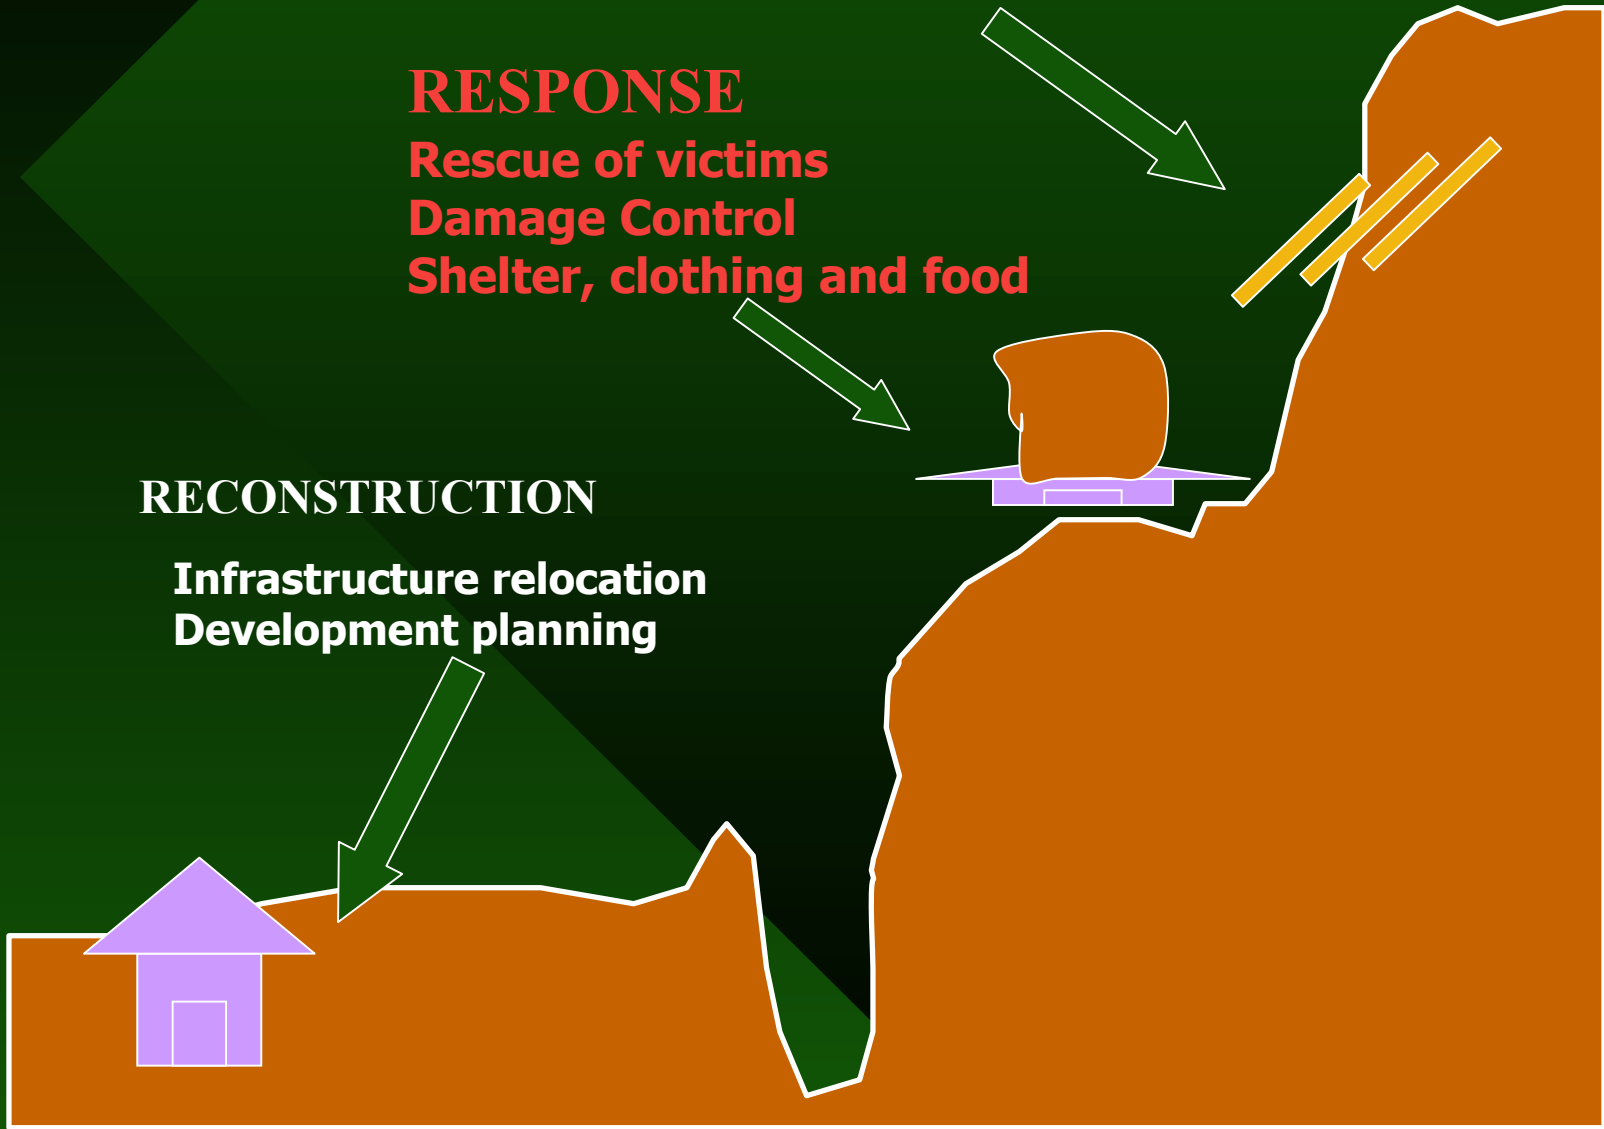 RESPONSE
Rescue of victims
Damage Control
Shelter, clothing and food
RECONSTRUCTION
Infrastructure relocation
Development planning